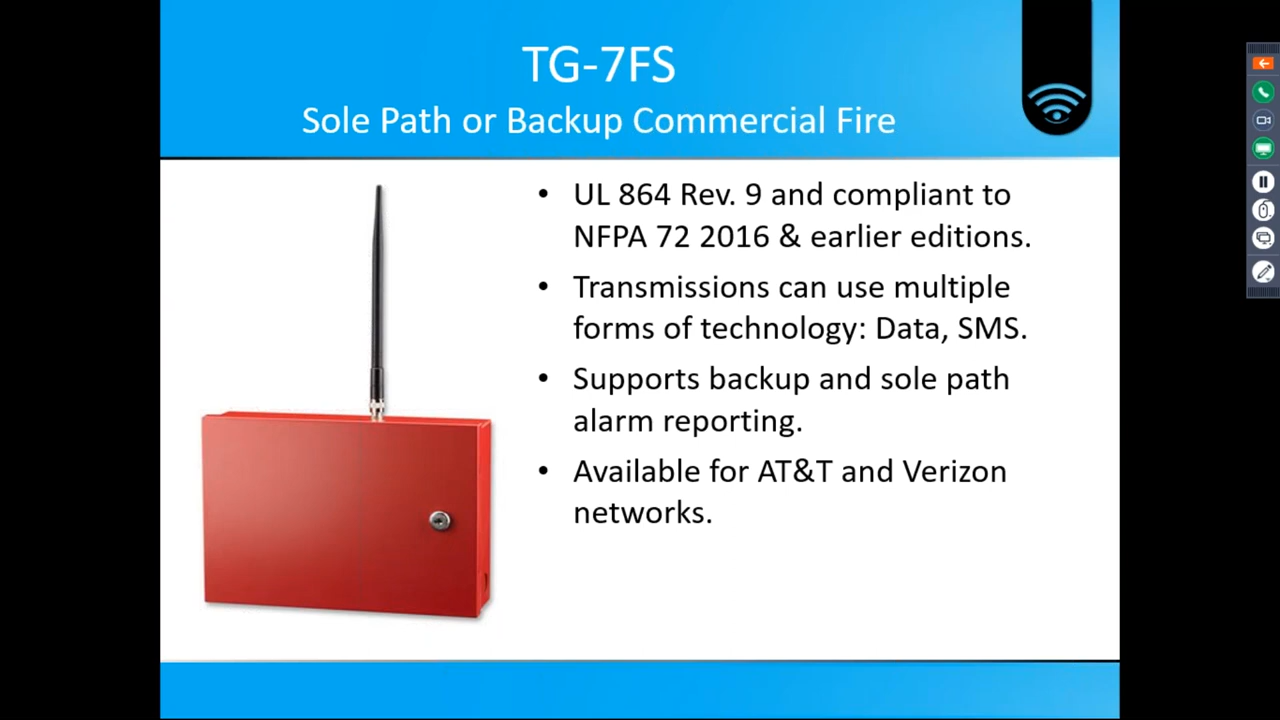 TG-7FS
Sole Path or Backup Commercial Fire
• UL 864 Rev. 9 and compliant to
NFPA 72 2016 & earlier editions.
• Transmissions can use multiple
forms of technology: Data, SMS.
• Supports backup and sole path
alarm reporting.
• Available for AT&T and Verizon
networks.